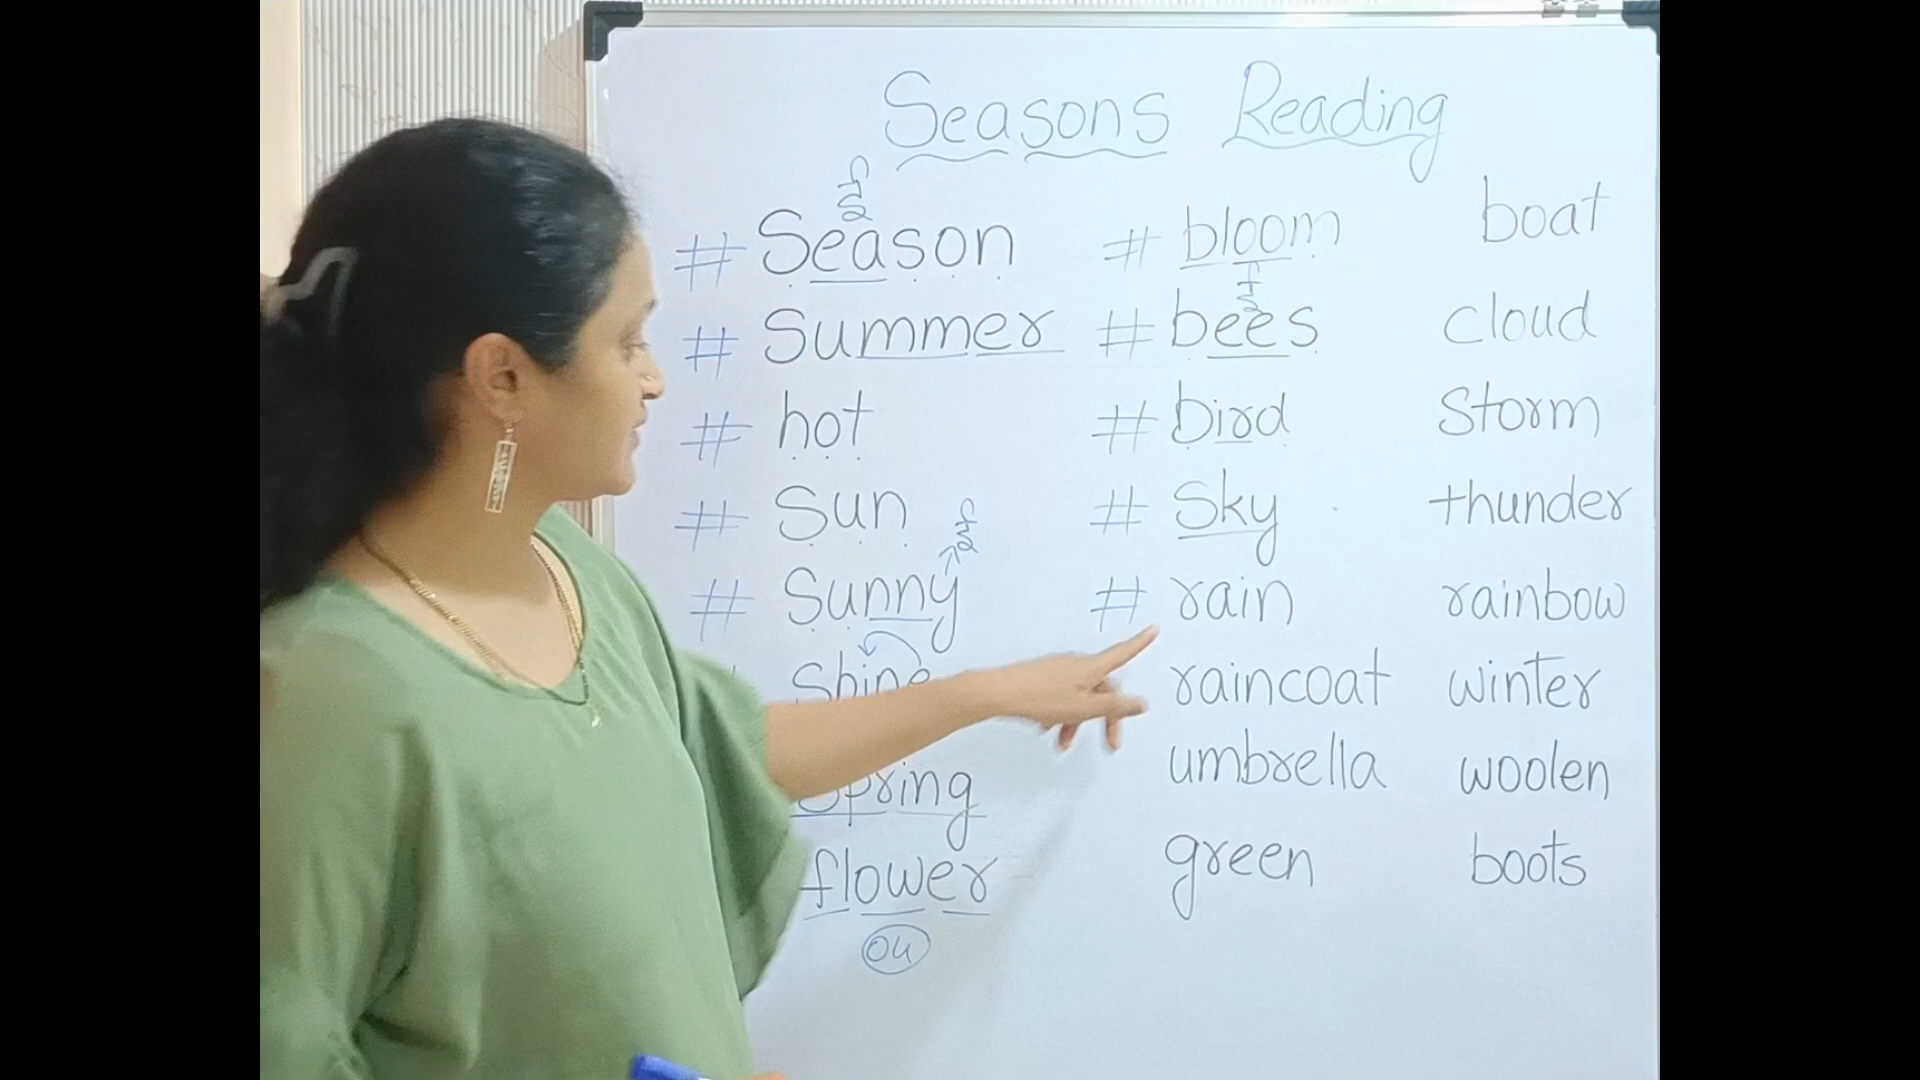 Seasons Reading
# Season
# Summer
# hot
# Sun
# Sunny
Shine
Spring
flower
ou
# bloom
# bees
# bird
# Sky
# rain
raincoat
umbrella
green
boat
cloud
Storm
thunder
rainbow
winter
woolen
boots